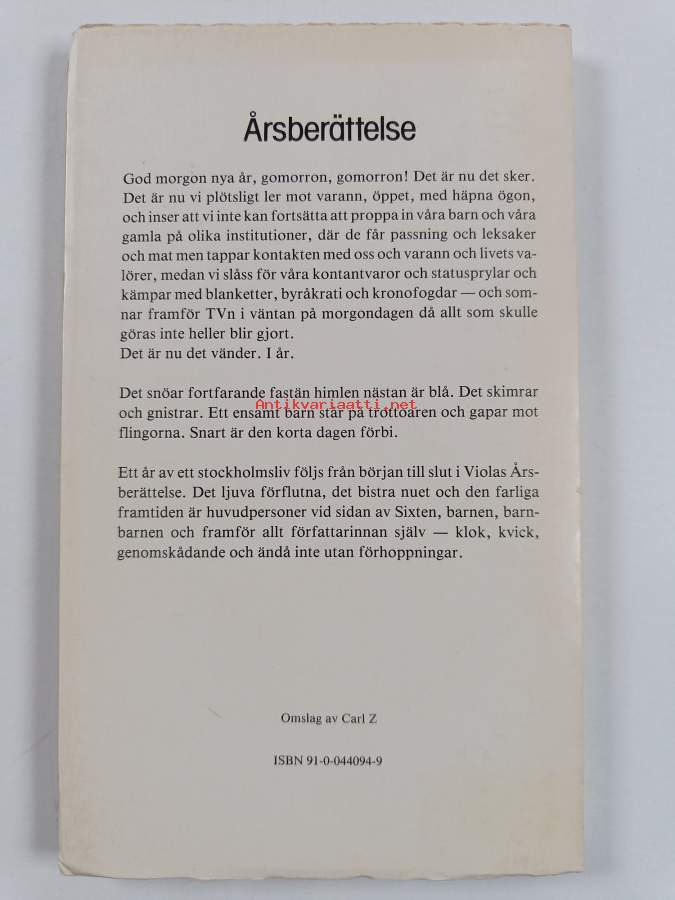 Årsberättelse
God morgon nya år, gomorron, gomorron! Det är nu det sker.
Det är nu vi plötsligt ler mot varann, öppet, med häpna ögon,
och inser att vi inte kan fortsätta att proppa in våra barn och våra
gamla på olika institutioner, där de får passning och leksaker
och mat men tappar kontakten med oss och varann och livets va-
lörer, medan vi slåss för våra kontantvaror och statusprylar och
kämpar med blanketter, byråkrati och kronofogdar — och som-
nar framför TVn i väntan på morgondagen då allt som skulle
göras inte heller blir gjort.
Det är nu det vänder. I år.
Det snöar fortfarande fastän himlen nästan är blå. Det skimrar
Antikvariaatti.net
och gnistrar. Ett ensamt barn står på trottoaren och gapar mot
flingorna. Snart är den korta dagen förbi.
Ett år av ett stockholmsliv följs från början till slut i Violas Års-
berättelse. Det ljuva förflutna, det bistra nuet och den farliga
framtiden är huvudpersoner vid sidan av Sixten, barnen, barn-
barnen och framför allt författarinnan själv — klok, kvick,
genomskådande och ändå inte utan förhoppningar.
Omslag av Carl Z
ISBN 91-0-044094-9